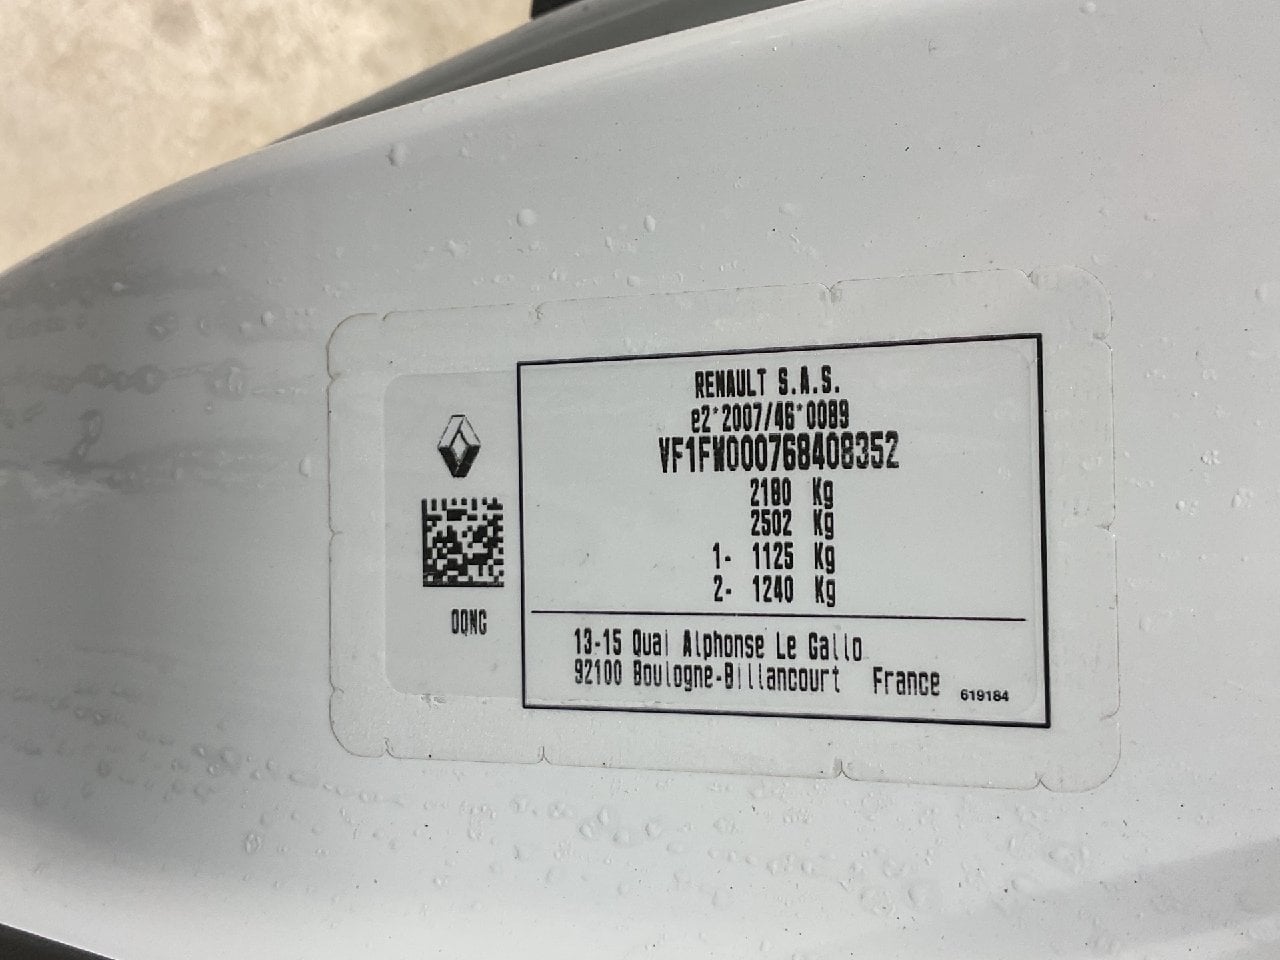 RENAULT S.A.S.
e2*2007/46*0089
VF1FW000768408352
2180 Kg
2502 Kg
1- 1125 Kg
2- 1240 Kg
OQNG
13-15 Quai Alphonse Le Gallo
92100 Boulogne-Billancourt France
619184